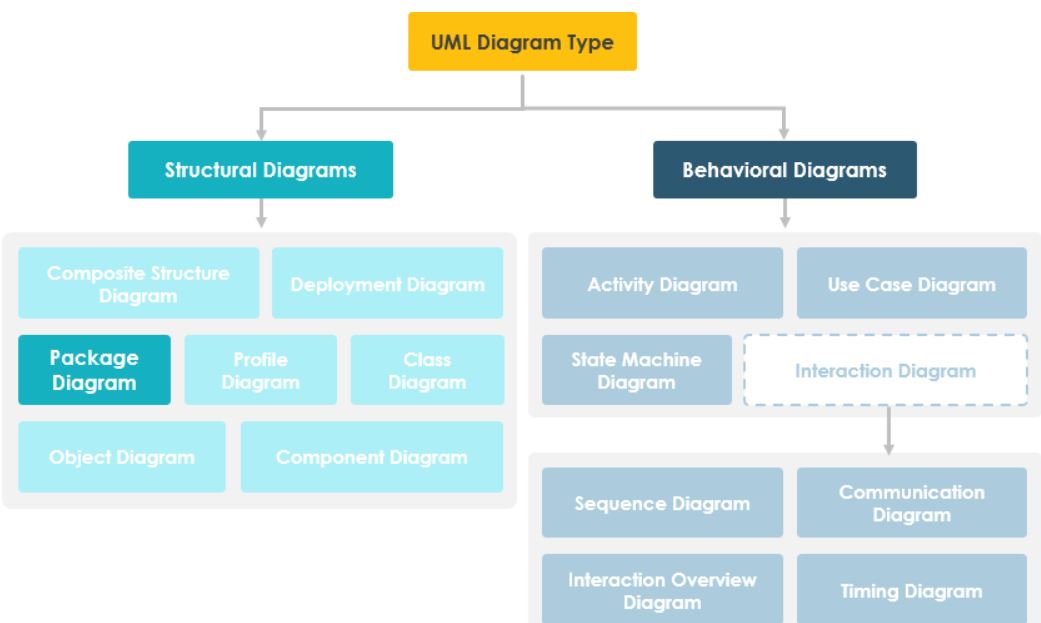 UML Diagram Type
Structural Diagrams
Behavioral Diagrams
Composite Structure
Diagram
Deployment Diagram
Package
Diagram
Profile
Diagram
Class
Diagram
Object Diagram
Component Diagram
Activity Diagram
Use Case Diagram
State Machine
Diagram
Interaction Diagram
Sequence Diagram
Communication
Diagram
Interaction Overview
Diagram
Timing Diagram